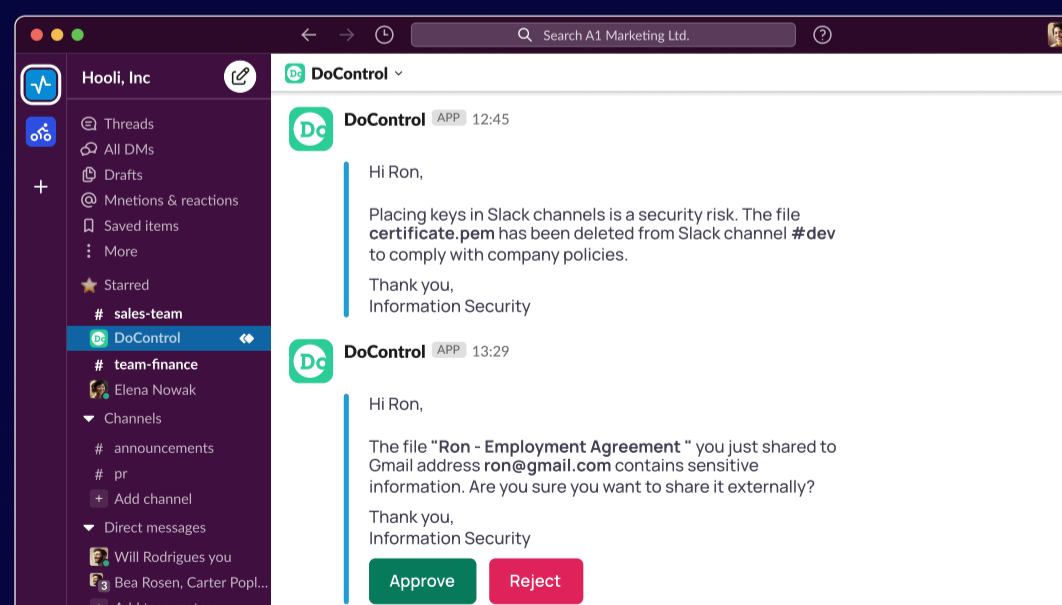 Search A1 Marketing Ltd.
Hooli, Inc
Threads
All DMs
Drafts
Mnetions & reactions
Saved items
More
Starred
# sales-team
Dc DoControl
# team-finance
Elena Nowak
Channels
# announcements
# pr
+ Add channel
Direct messages
Will Rodrigues you
3 Bea Rosen, Carter Popl...
Dc DoControl
Dc DoControl APP 12:45
Hi Ron,
Placing keys in Slack channels is a security risk. The file
certificate.pem has been deleted from Slack channel #dev
to comply with company policies.
Thank you,
Information Security
Dc DoControl APP 13:29
Hi Ron,
The file "Ron - Employment Agreement " you just shared to
Gmail address ron@gmail.com contains sensitive
information. Are you sure you want to share it externally?
Thank you,
Information Security
Approve Reject